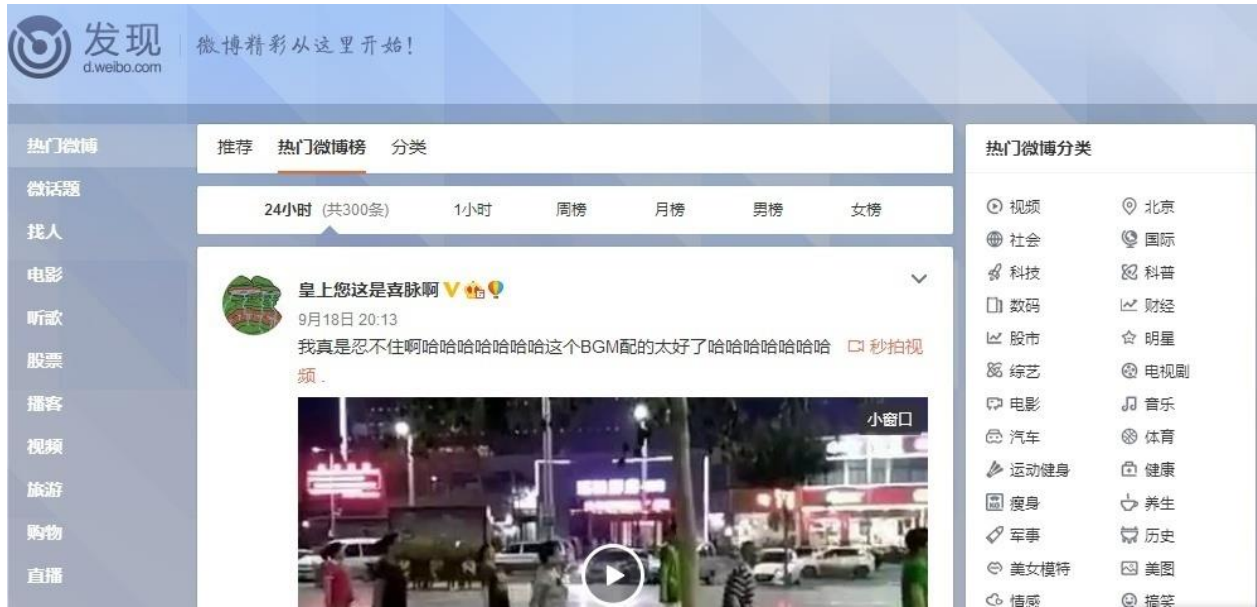 发现
d.weibo.com
微博精彩从这里开始!
热门微博
微话题
找人
电影
听歌
股票
播客
视频
旅游
购物
直播
推荐 热门微博榜 分类
24小时 (共300条) 1小时 周榜 月榜 男榜 女榜
皇上您这是喜脉啊
9月18日 20:13
我真是忍不住啊哈哈哈哈哈哈哈这个BGM配的太好了哈哈哈哈哈哈哈 秒拍视
频 .
小窗口
热门微博分类
视频 北京
社会 国际
科技 科普
数码 财经
股市 明星
综艺 电视剧
电影 音乐
汽车 体育
运动健身 健康
瘦身 养生
军事 历史
美女模特 美图
情感 搞笑